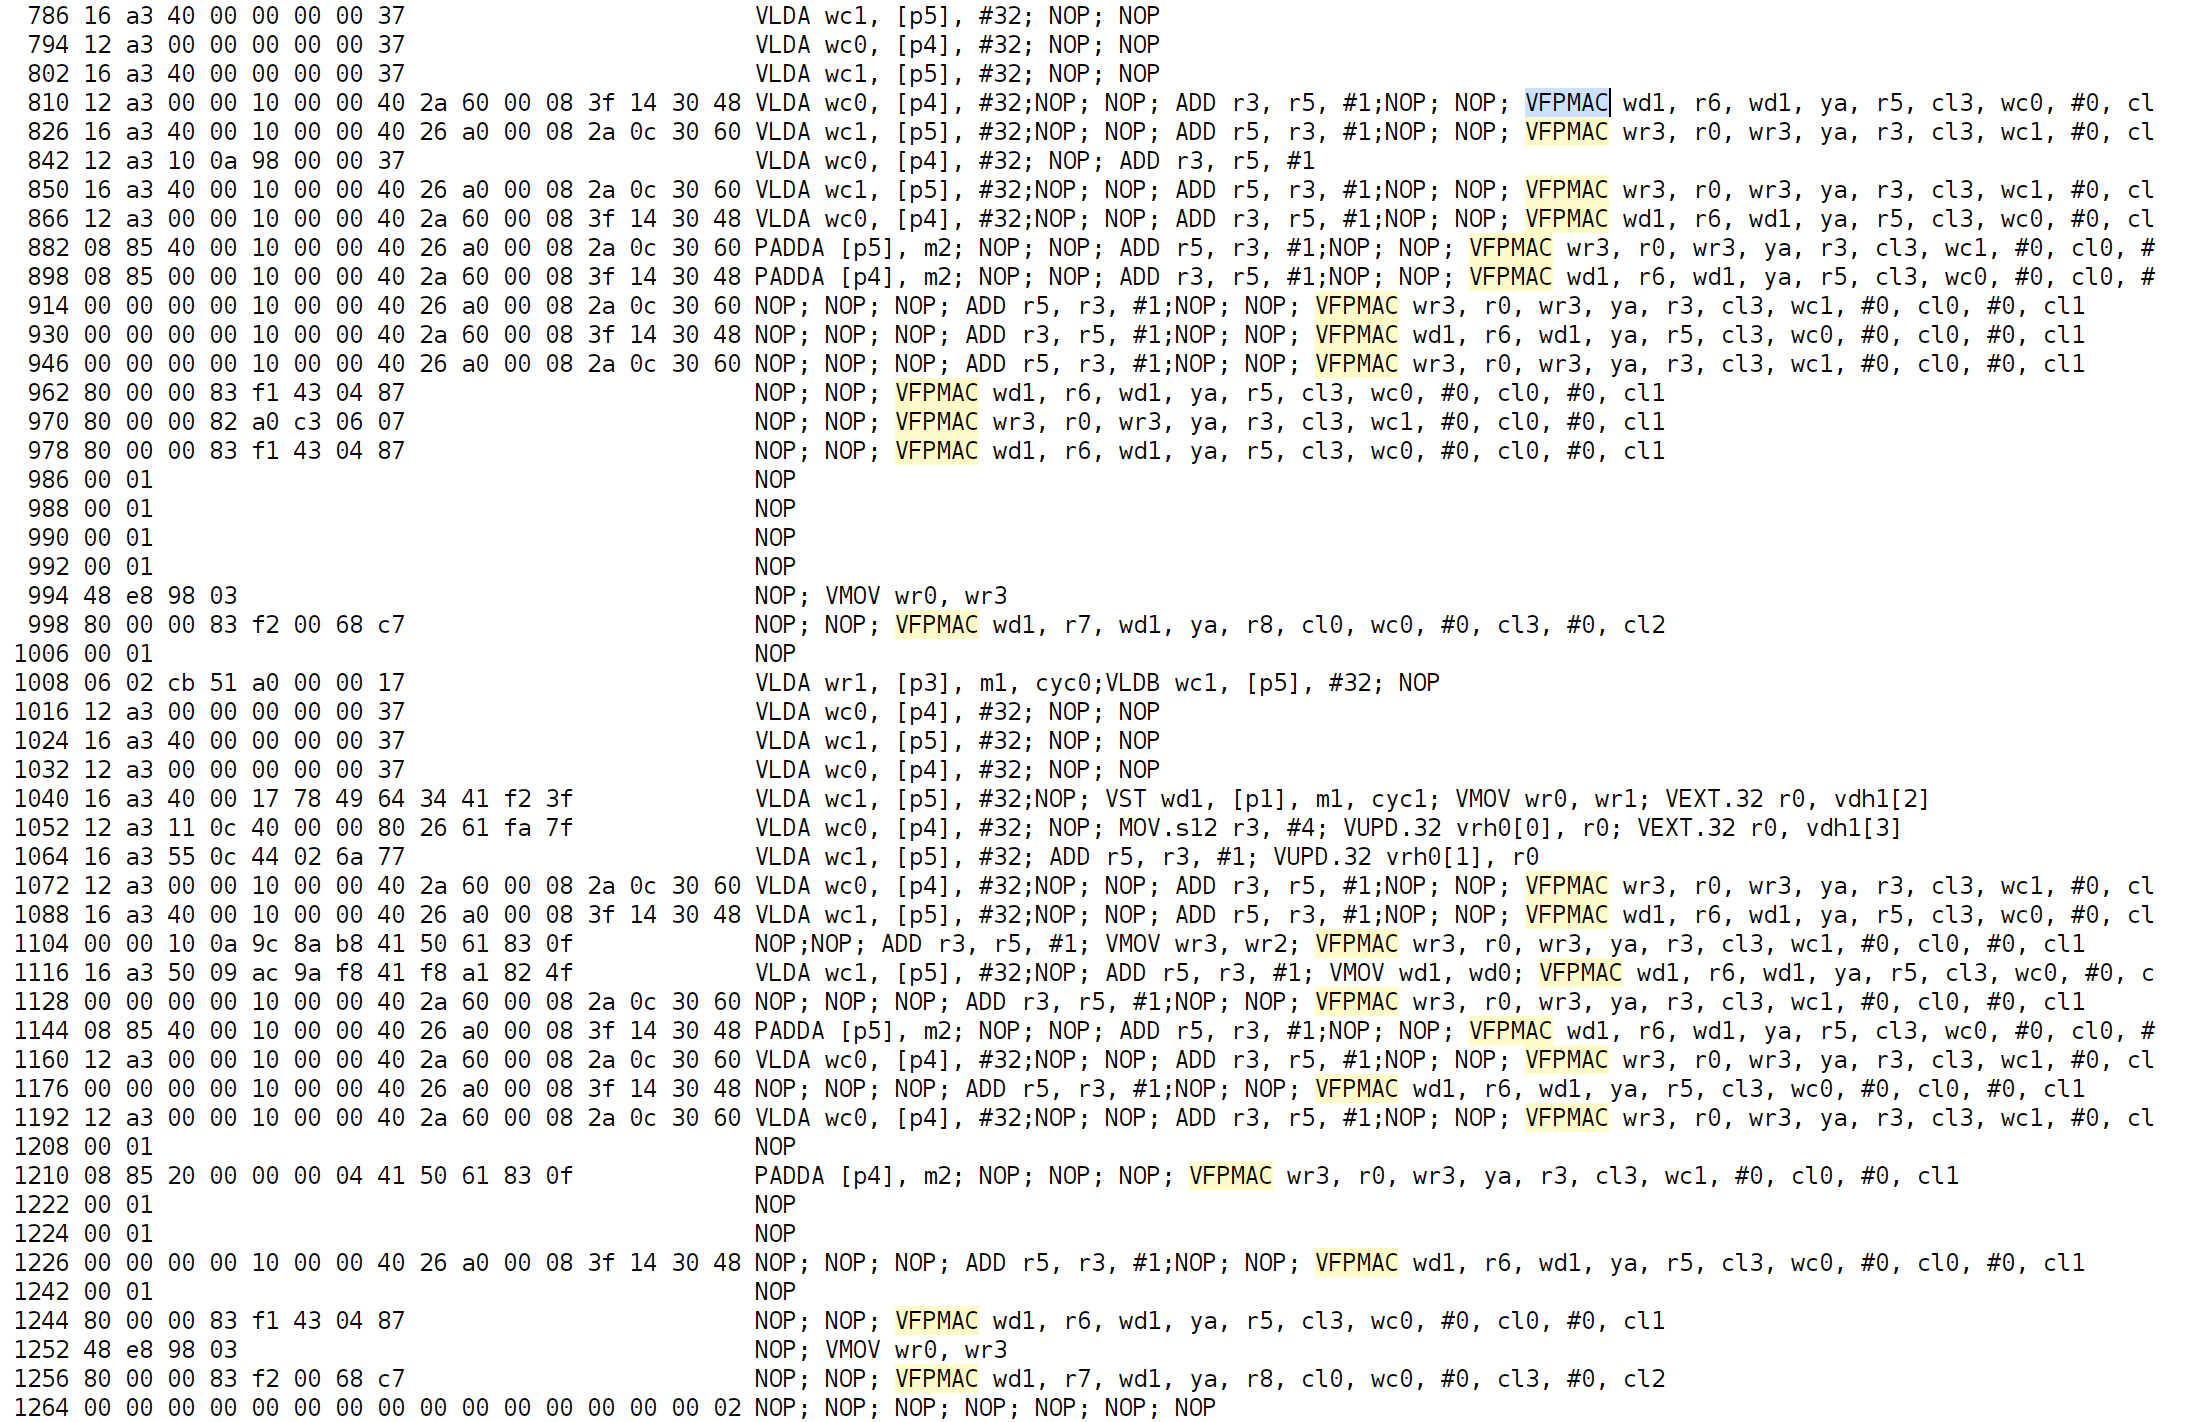 786 16 a3 40 00 00 00 00 37 VLDA wc1, [p5], #32; NOP; NOP
794 12 a3 00 00 00 00 00 37 VLDA wc0, [p4], #32; NOP; NOP
802 16 a3 40 00 00 00 00 37 VLDA wc1, [p5], #32; NOP; NOP
810 12 a3 00 00 10 00 00 40 2a 60 00 08 3f 14 30 48 VLDA wc0, [p4], #32;NOP; NOP; ADD r3, r5, #1;NOP; NOP; VFPMAC wd1, r6, wd1, ya, r5, cl3, wc0, #0, cl
826 16 a3 40 00 10 00 00 40 26 a0 00 08 2a 0c 30 60 VLDA wc1, [p5], #32;NOP; NOP; ADD r5, r3, #1;NOP; NOP; VFPMAC wr3, r0, wr3, ya, r3, cl3, wc1, #0, cl
842 12 a3 10 0a 98 00 00 37 VLDA wc0, [p4], #32; NOP; ADD r3, r5, #1
850 16 a3 40 00 10 00 00 40 26 a0 00 08 2a 0c 30 60 VLDA wc1, [p5], #32;NOP; NOP; ADD r5, r3, #1;NOP; NOP; VFPMAC wr3, r0, wr3, ya, r3, cl3, wc1, #0, cl
866 12 a3 00 00 10 00 00 40 2a 60 00 08 3f 14 30 48 VLDA wc0, [p4], #32;NOP; NOP; ADD r3, r5, #1;NOP; NOP; VFPMAC wd1, r6, wd1, ya, r5, cl3, wc0, #0, cl
882 08 85 40 00 10 00 00 40 26 a0 00 08 2a 0c 30 60 PADDA [p5], m2; NOP; NOP; ADD r5, r3, #1;NOP; NOP; VFPMAC wr3, r0, wr3, ya, r3, cl3, wc1, #0, cl0, #
898 08 85 00 00 10 00 00 40 2a 60 00 08 3f 14 30 48 PADDA [p4], m2; NOP; NOP; ADD r3, r5, #1;NOP; NOP; VFPMAC wd1, r6, wd1, ya, r5, cl3, wc0, #0, cl0, #
914 00 00 00 00 10 00 00 40 26 a0 00 08 2a 0c 30 60 NOP; NOP; NOP; ADD r5, r3, #1;NOP; NOP; VFPMAC wr3, r0, wr3, ya, r3, cl3, wc1, #0, cl0, #0, cl1
930 00 00 00 00 10 00 00 40 2a 60 00 08 3f 14 30 48 NOP; NOP; NOP; ADD r3, r5, #1;NOP; NOP; VFPMAC wd1, r6, wd1, ya, r5, cl3, wc0, #0, cl0, #0, cl1
946 00 00 00 00 10 00 00 40 26 a0 00 08 2a 0c 30 60 NOP; NOP; NOP; ADD r5, r3, #1;NOP; NOP; VFPMAC wr3, r0, wr3, ya, r3, cl3, wc1, #0, cl0, #0, cl1
962 80 00 00 83 f1 43 04 87 NOP; NOP; VFPMAC wd1, r6, wd1, ya, r5, cl3, wc0, #0, cl0, #0, cl1
970 80 00 00 82 a0 c3 06 07 NOP; NOP; VFPMAC wr3, r0, wr3, ya, r3, cl3, wc1, #0, cl0, #0, cl1
978 80 00 00 83 f1 43 04 87 NOP; NOP; VFPMAC wd1, r6, wd1, ya, r5, cl3, wc0, #0, cl0, #0, cl1
986 00 01 NOP
988 00 01 NOP
990 00 01 NOP
992 00 01 NOP
994 48 e8 98 03 NOP; VMOV wr0, wr3
998 80 00 00 83 f2 00 68 c7 NOP; NOP; VFPMAC wd1, r7, wd1, ya, r8, cl0, wc0, #0, cl3, #0, cl2
1006 00 01 NOP
1008 06 02 cb 51 a0 00 00 17 VLDA wr1, [p3], m1, cyc0;VLDB wc1, [p5], #32; NOP
1016 12 a3 00 00 00 00 00 37 VLDA wc0, [p4], #32; NOP; NOP
1024 16 a3 40 00 00 00 00 37 VLDA wc1, [p5], #32; NOP; NOP
1032 12 a3 00 00 00 00 00 37 VLDA wc0, [p4], #32; NOP; NOP
1040 16 a3 40 00 17 78 49 64 34 41 f2 3f VLDA wc1, [p5], #32;NOP; VST wd1, [p1], m1, cyc1; VMOV wr0, wr1; VEXT.32 r0, vdh1[2]
1052 12 a3 11 0c 40 00 00 80 26 61 fa 7f VLDA wc0, [p4], #32; NOP; MOV.s12 r3, #4; VUPD.32 vrh0[0], r0; VEXT.32 r0, vdh1[3]
1064 16 a3 55 0c 44 02 6a 77 VLDA wc1, [p5], #32; ADD r5, r3, #1; VUPD.32 vrh0[1], r0
1072 12 a3 00 00 10 00 00 40 2a 60 00 08 2a 0c 30 60 VLDA wc0, [p4], #32;NOP; NOP; ADD r3, r5, #1;NOP; NOP; VFPMAC wr3, r0, wr3, ya, r3, cl3, wc1, #0, cl
1088 16 a3 40 00 10 00 00 40 26 a0 00 08 3f 14 30 48 VLDA wc1, [p5], #32;NOP; NOP; ADD r5, r3, #1;NOP; NOP; VFPMAC wd1, r6, wd1, ya, r5, cl3, wc0, #0, cl
1104 00 00 10 0a 9c 8a b8 41 50 61 83 0f NOP;NOP; ADD r3, r5, #1; VMOV wr3, wr2; VFPMAC wr3, r0, wr3, ya, r3, cl3, wc1, #0, cl0, #0, cl1
1116 16 a3 50 09 ac 9a f8 41 f8 a1 82 4f VLDA wc1, [p5], #32;NOP; ADD r5, r3, #1; VMOV wd1, wd0; VFPMAC wd1, r6, wd1, ya, r5, cl3, wc0, #0, c
1128 00 00 00 00 10 00 00 40 2a 60 00 08 2a 0c 30 60 NOP; NOP; NOP; ADD r3, r5, #1;NOP; NOP; VFPMAC wr3, r0, wr3, ya, r3, cl3, wc1, #0, cl0, #0, cl1
1144 08 85 40 00 10 00 00 40 26 a0 00 08 3f 14 30 48 PADDA [p5], m2; NOP; NOP; ADD r5, r3, #1;NOP; NOP; VFPMAC wd1, r6, wd1, ya, r5, cl3, wc0, #0, cl0, #
1160 12 a3 00 00 10 00 00 40 2a 60 00 08 2a 0c 30 60 VLDA wc0, [p4], #32;NOP; NOP; ADD r3, r5, #1;NOP; NOP; VFPMAC wr3, r0, wr3, ya, r3, cl3, wc1, #0, cl
1176 00 00 00 00 10 00 00 40 26 a0 00 08 3f 14 30 48 NOP; NOP; NOP; ADD r5, r3, #1;NOP; NOP; VFPMAC wd1, r6, wd1, ya, r5, cl3, wc0, #0, cl0, #0, cl1
1192 12 a3 00 00 10 00 00 40 2a 60 00 08 2a 0c 30 60 VLDA wc0, [p4], #32;NOP; NOP; ADD r3, r5, #1;NOP; NOP; VFPMAC wr3, r0, wr3, ya, r3, cl3, wc1, #0, cl
1208 00 01 NOP
1210 08 85 20 00 00 00 04 41 50 61 83 0f PADDA [p4], m2; NOP; NOP; NOP; VFPMAC wr3, r0, wr3, ya, r3, cl3, wc1, #0, cl0, #0, cl1
1222 00 01 NOP
1224 00 01 NOP
1226 00 00 00 00 10 00 00 40 26 a0 00 08 3f 14 30 48 NOP; NOP; NOP; ADD r5, r3, #1;NOP; NOP; VFPMAC wd1, r6, wd1, ya, r5, cl3, wc0, #0, cl0, #0, cl1
1242 00 01 NOP
1244 80 00 00 83 f1 43 04 87 NOP; NOP; VFPMAC wd1, r6, wd1, ya, r5, cl3, wc0, #0, cl0, #0, cl1
1252 48 e8 98 03 NOP; VMOV wr0, wr3
1256 80 00 00 83 f2 00 68 c7 NOP; NOP; VFPMAC wd1, r7, wd1, ya, r8, cl0, wc0, #0, cl3, #0, cl2
1264 00 00 00 00 00 00 00 00 00 00 00 00 00 00 00 02 NOP; NOP; NOP; NOP; NOP; NOP; NOP